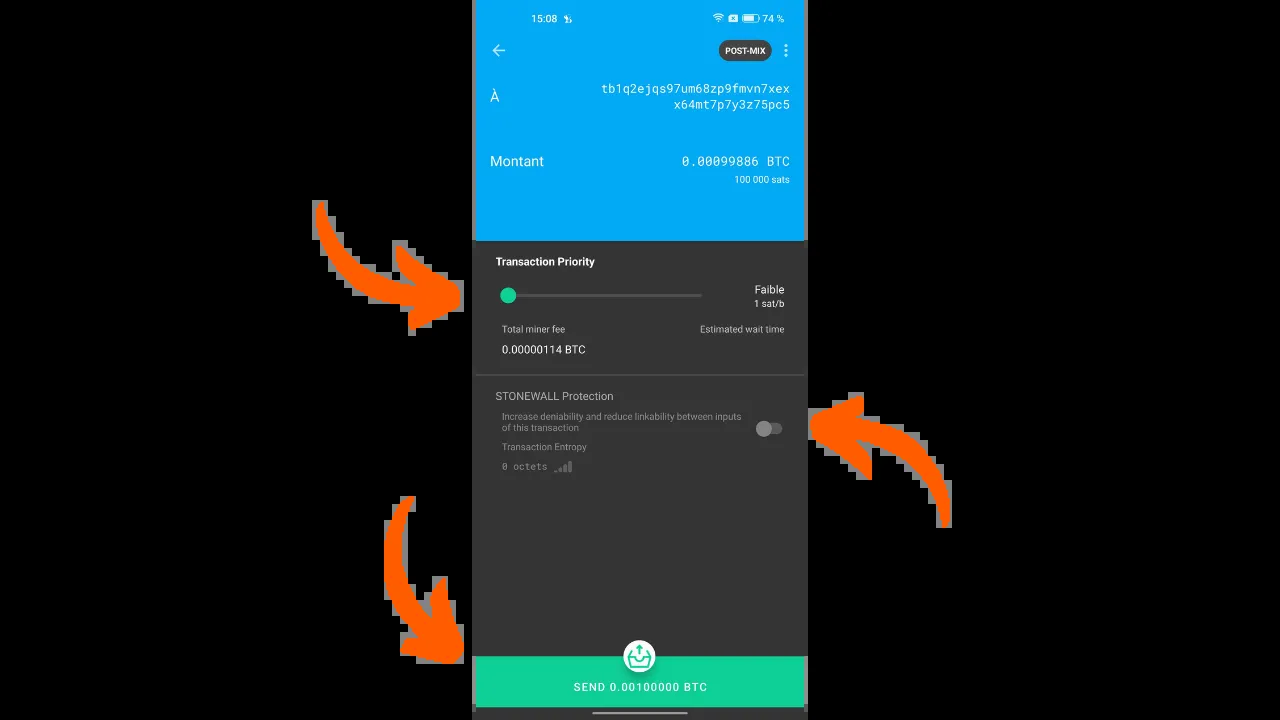 15:08
74 %
POST-MIX
À
tb1q2ejqs97um68zp9fmvn7xex
x64mt7p7y3z75pc5
Montant
0.00099886 BTC
100 000 sats
Transaction Priority
Faible
1 sat/b
Total miner fee
Estimated wait time
0.00000114 BTC
STONEWALL Protection
Increase deniability and reduce linkability between inputs
of this transaction
Transaction Entropy
0 octets
SEND 0.00100000 BTC